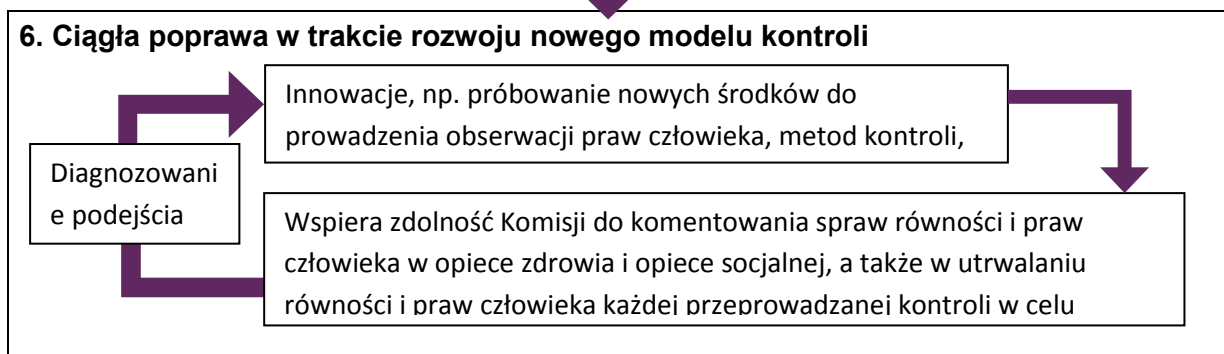 6. Ciągła poprawa w trakcie rozwoju nowego modelu kontroli
Innowacje, np. próbowanie nowych środków do
prowadzenia obserwacji praw człowieka, metod kontroli,
Diagnozowani
e podejścia
Wspiera zdolność Komisji do komentowania spraw równości i praw
człowieka w opiece zdrowia i opiece socjalnej, a także w utrwalaniu
równości i praw człowieka każdej przeprowadzanej kontroli w celu